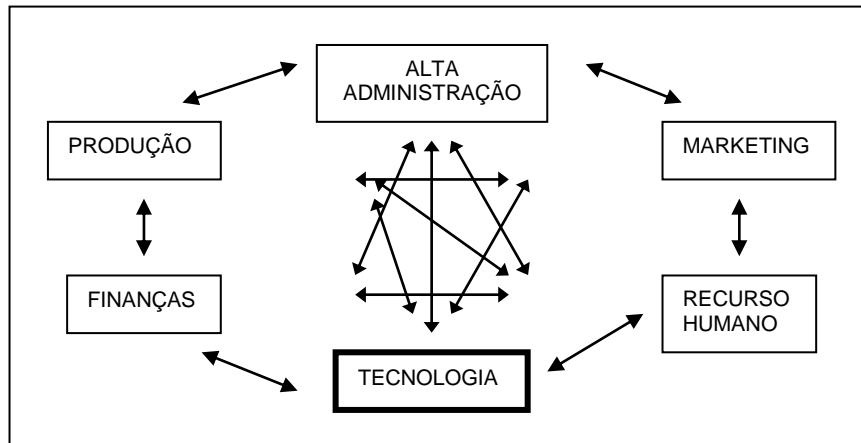 ALTA
ADMINISTRAÇÃO
PRODUÇÃO
MARKETING
FINANÇAS
RECURSO
HUMANO
TECNOLOGIA